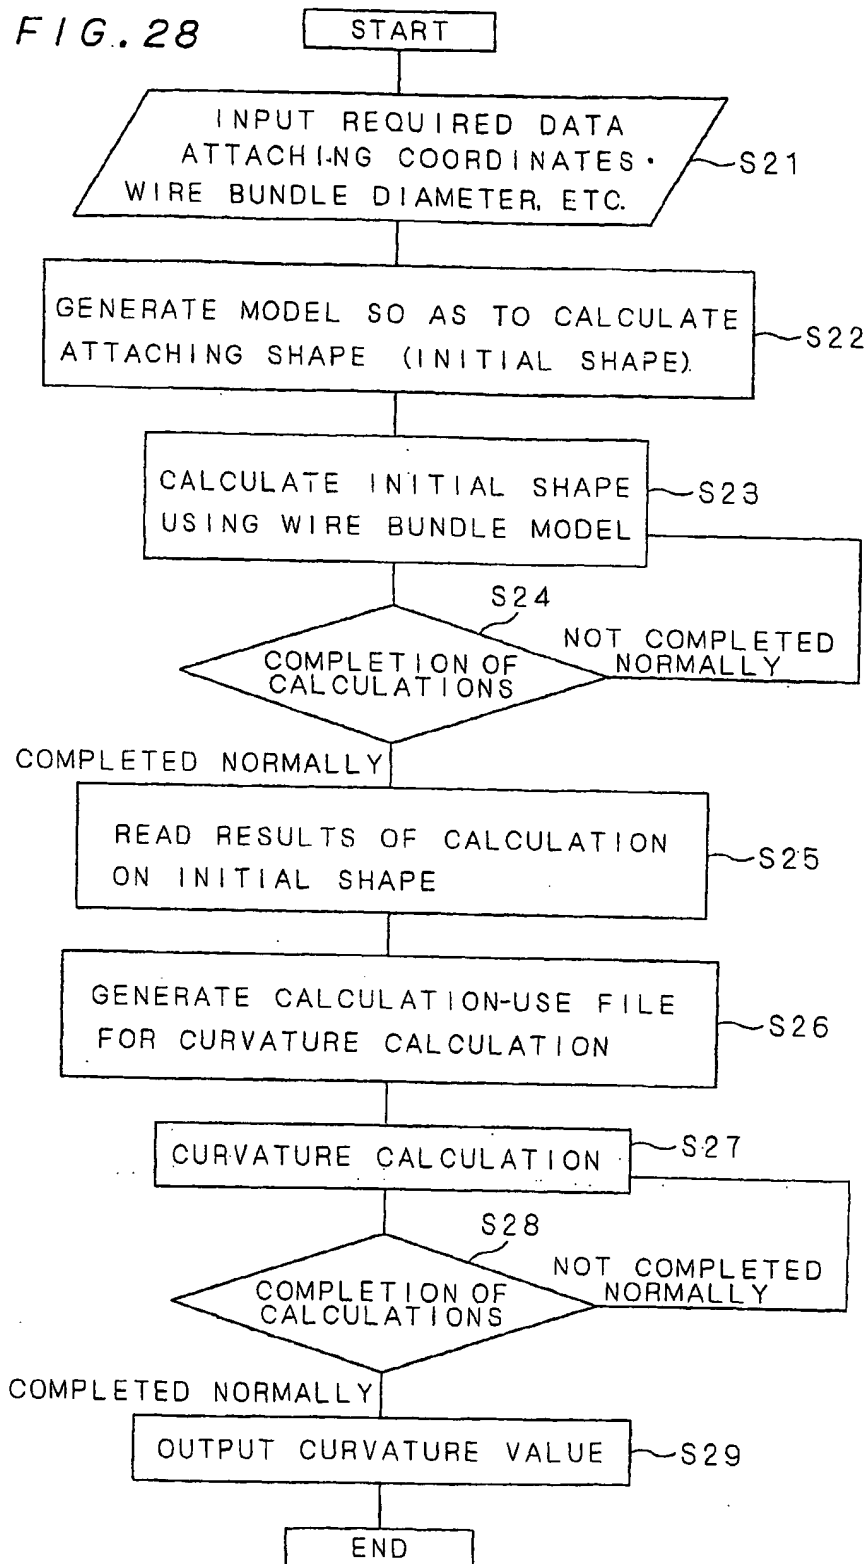 FIG. 28
START
INPUT REQUIRED DATA
ATTACHING COORDINATES·
WIRE BUNDLE DIAMETER, ETC.
S21
GENERATE MODEL SO AS TO CALCULATE
ATTACHING SHAPE (INITIAL SHAPE).
S22
CALCULATE INITIAL SHAPE
USING WIRE BUNDLE MODEL
S23
S24
COMPLETION OF
CALCULATIONS
NOT COMPLETED
NORMALLY
COMPLETED NORMALLY
READ RESULTS OF CALCULATION
ON INITIAL SHAPE
S25
GENERATE CALCULATION-USE FILE
FOR CURVATURE CALCULATION
S26
CURVATURE CALCULATION
S27
S28
COMPLETION OF
CALCULATIONS
NOT COMPLETED
NORMALLY
COMPLETED NORMALLY
OUTPUT CURVATURE VALUE
S29
END